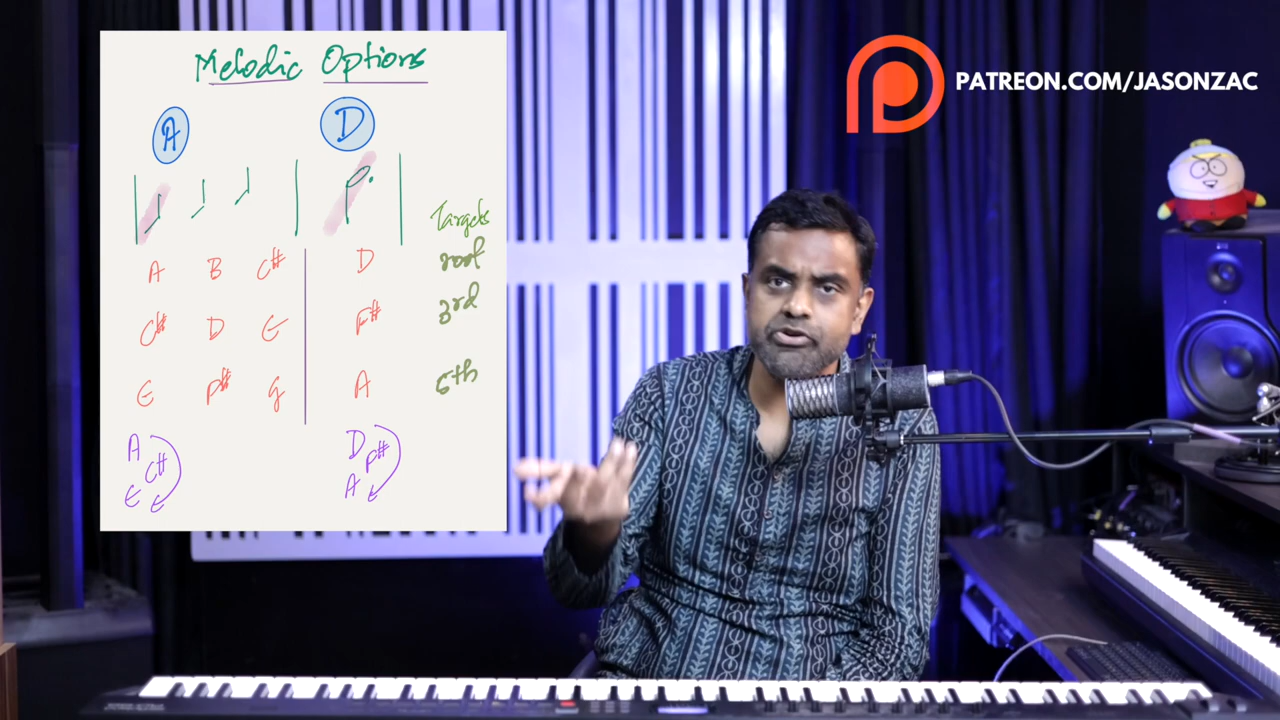 Melodic Options
A D
Targets
A B C# D root
C# D E F# 3rd
E F# G A 5th
A C# E
D F# A
PATREON.COM/JASONZAC